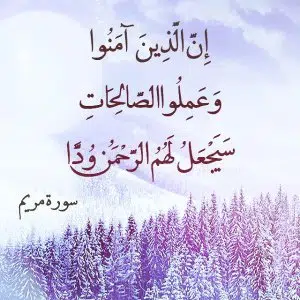 إِنَّ الَّذِينَ آمَنُوا
وَعَمِلُوا الصَّالِحَاتِ
سَيَجْعَلُ لَهُمُ الرَّحْمَٰنُ وُدًّا
سورة مريم